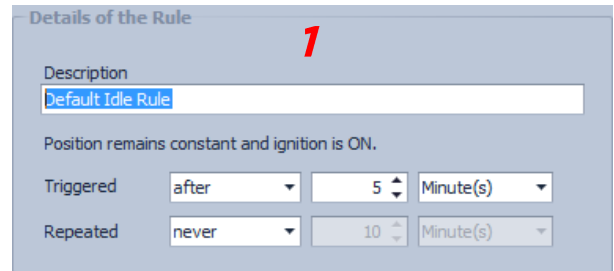 Details of the Rule
1
Description
Default Idle Rule
Position remains constant and ignition is ON.
Triggered after 5 Minute(s)
Repeated never 10 Minute(s)